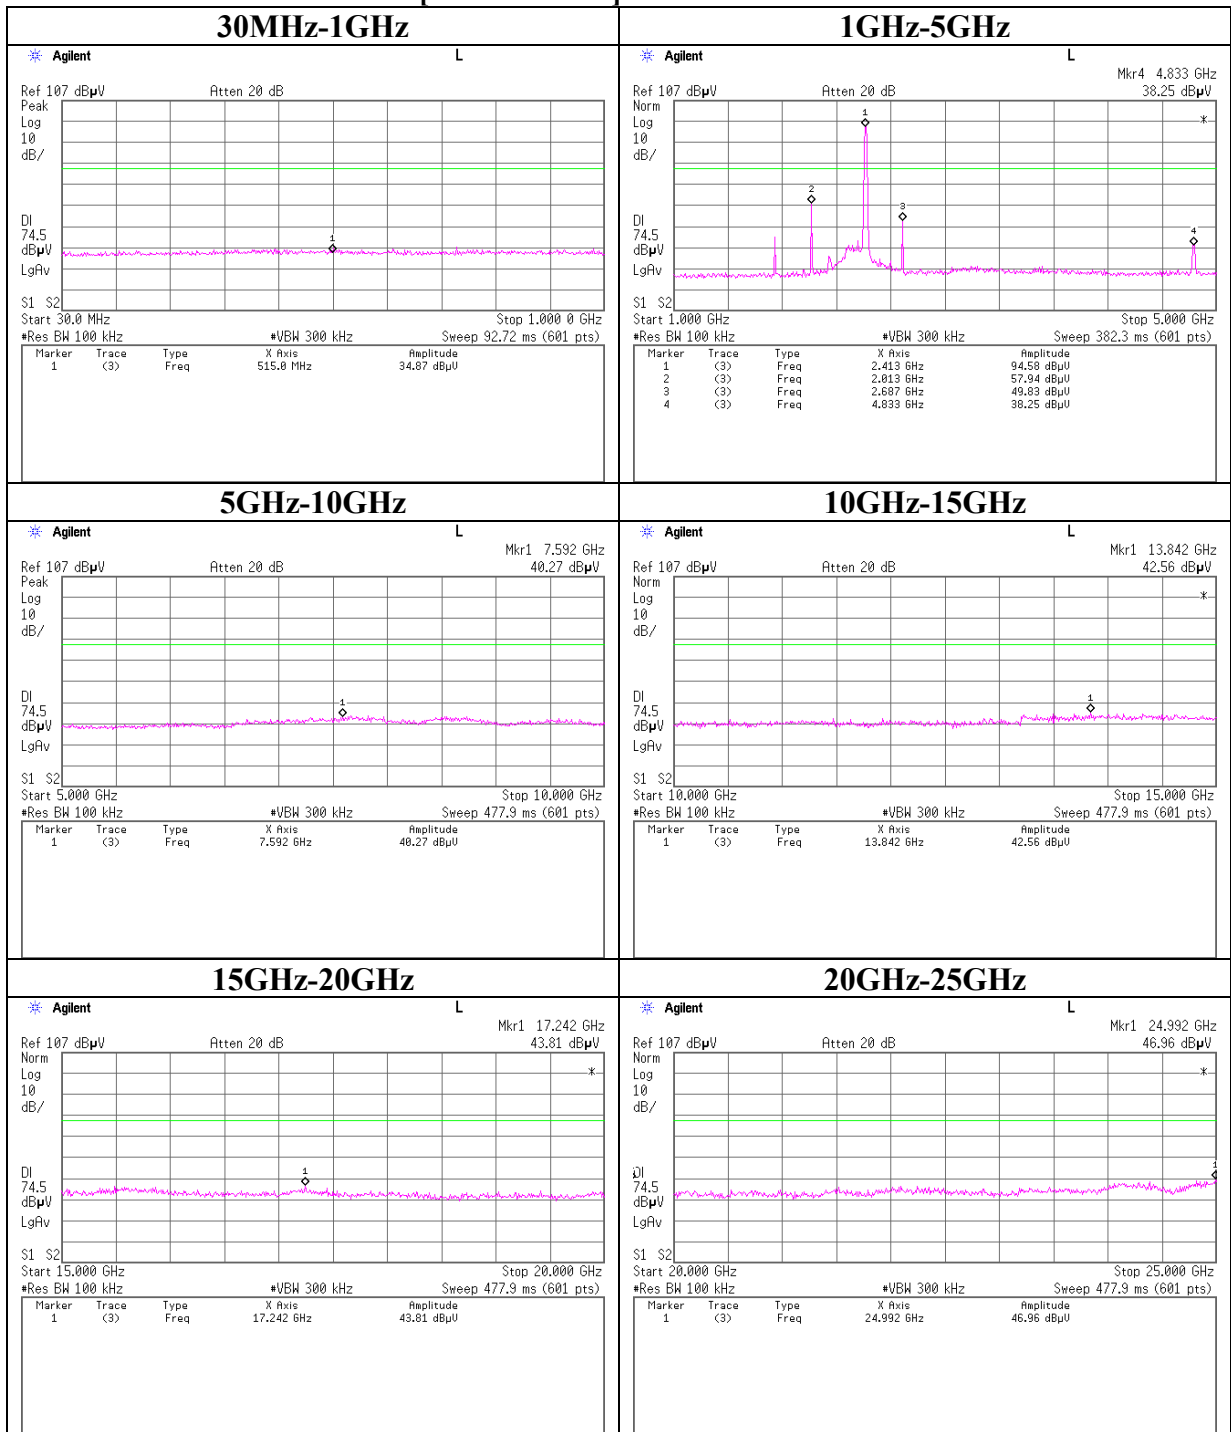 30MHz-1GHz
Agilent L
Ref 107 dBµV Atten 20 dB
Peak
Log
10
dB/
1
DI
74.5
dBµV
LgAv
S1 S2
Start 30.0 MHz Stop 1.000 0 GHz
#Res BW 100 kHz #VBW 300 kHz Sweep 92.72 ms (601 pts)
Marker Trace Type X Axis Amplitude
1 (3) Freq 515.0 MHz 34.87 dBµV
1GHz-5GHz
Agilent L
Mkr4 4.833 GHz
Ref 107 dBµV Atten 20 dB 38.25 dBµV
Norm
Log
10
dB/
1
2
3
4
*
DI
74.5
dBµV
LgAv
S1 S2
Start 1.000 GHz Stop 5.000 GHz
#Res BW 100 kHz #VBW 300 kHz Sweep 382.3 ms (601 pts)
Marker Trace Type X Axis Amplitude
1 (3) Freq 2.413 GHz 94.58 dBµV
2 (3) Freq 2.013 GHz 57.94 dBµV
3 (3) Freq 2.687 GHz 49.83 dBµV
4 (3) Freq 4.833 GHz 38.25 dBµV
5GHz-10GHz
Agilent L
Mkr1 7.592 GHz
Ref 107 dBµV Atten 20 dB 40.27 dBµV
Peak
Log
10
dB/
1
DI
74.5
dBµV
LgAv
S1 S2
Start 5.000 GHz Stop 10.000 GHz
#Res BW 100 kHz #VBW 300 kHz Sweep 477.9 ms (601 pts)
Marker Trace Type X Axis Amplitude
1 (3) Freq 7.592 GHz 40.27 dBµV
10GHz-15GHz
Agilent L
Mkr1 13.842 GHz
Ref 107 dBµV Atten 20 dB 42.56 dBµV
Norm
Log
10
dB/
1
*
DI
74.5
dBµV
LgAv
S1 S2
Start 10.000 GHz Stop 15.000 GHz
#Res BW 100 kHz #VBW 300 kHz Sweep 477.9 ms (601 pts)
Marker Trace Type X Axis Amplitude
1 (3) Freq 13.842 GHz 42.56 dBµV
15GHz-20GHz
Agilent L
Mkr1 17.242 GHz
Ref 107 dBµV Atten 20 dB 43.81 dBµV
Norm
Log
10
dB/
1
*
DI
74.5
dBµV
LgAv
S1 S2
Start 15.000 GHz Stop 20.000 GHz
#Res BW 100 kHz #VBW 300 kHz Sweep 477.9 ms (601 pts)
Marker Trace Type X Axis Amplitude
1 (3) Freq 17.242 GHz 43.81 dBµV
20GHz-25GHz
Agilent L
Mkr1 24.992 GHz
Ref 107 dBµV Atten 20 dB 46.96 dBµV
Norm
Log
10
dB/
1
*
DI
74.5
dBµV
LgAv
S1 S2
Start 20.000 GHz Stop 25.000 GHz
#Res BW 100 kHz #VBW 300 kHz Sweep 477.9 ms (601 pts)
Marker Trace Type X Axis Amplitude
1 (3) Freq 24.992 GHz 46.96 dBµV